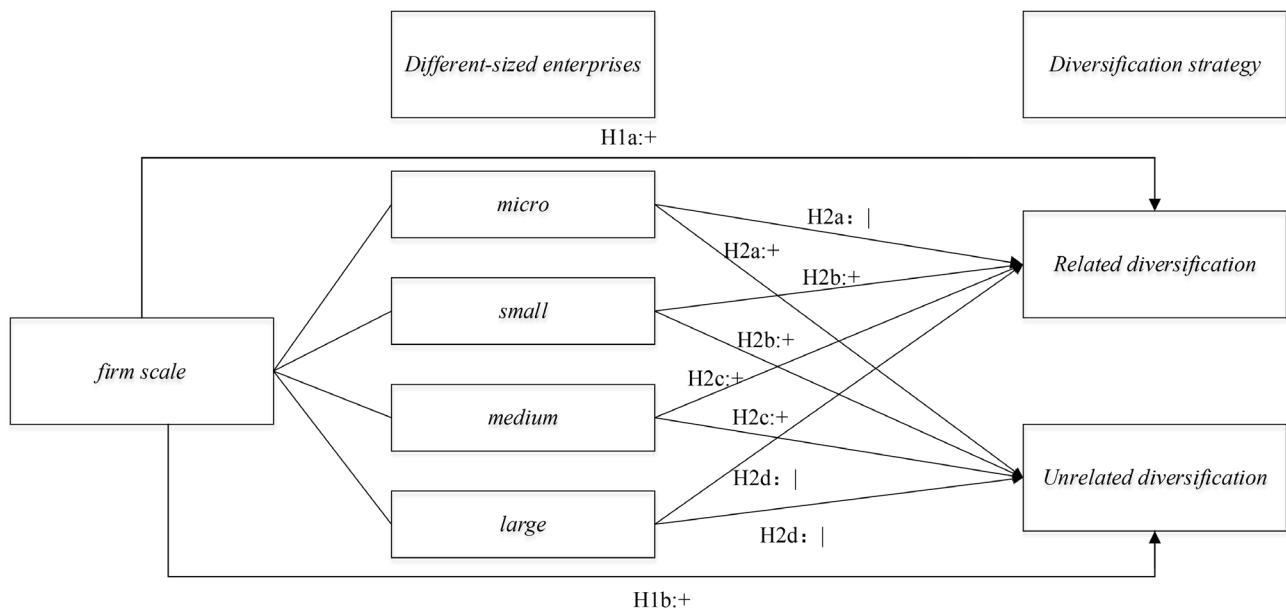 Different-sized enterprises
Diversification strategy
H1a:+
micro
H2a：|
H2a:+
Related diversification
H2b:+
small
H2b:+
firm scale
H2c:+
medium
H2c:+
Unrelated diversification
H2d：|
large
H2d：|
H1b:+